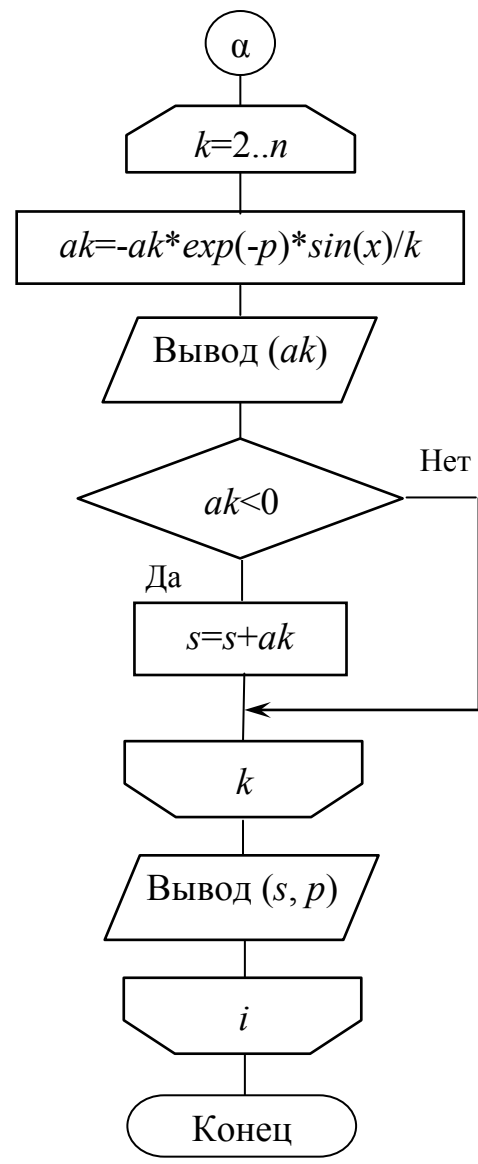 α
k=2..n
ak=-ak*exp(-p)*sin(x)/k
Вывод (ak)
Нет
ak<0
Да
s=s+ak
k
Вывод (s, p)
i
Конец